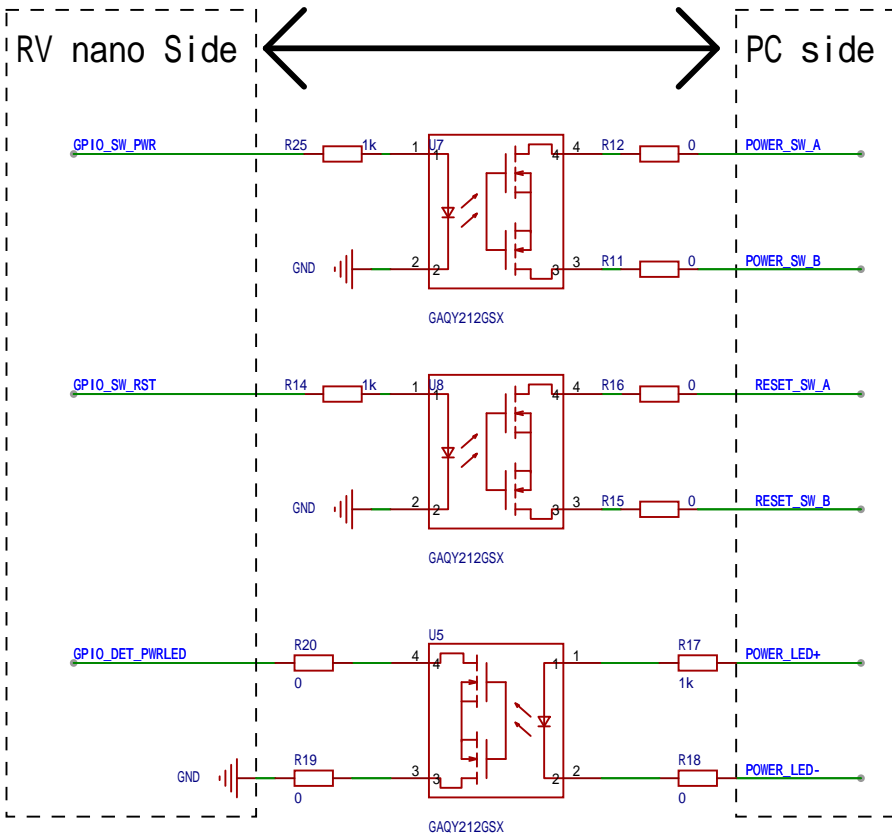 RV nano Side
PC side
GPIO_SW_PWR R25 1k 1 1 U7 4 4 R12 0 POWER_SW_A
GND 2 2 3 3 R11 0 POWER_SW_B
GAQY212GSX
GPIO_SW_RST R14 1k 1 1 U8 4 4 R16 0 RESET_SW_A
GND 2 2 3 3 R15 0 RESET_SW_B
GAQY212GSX
U5
GPIO_DET_PWRLED R20 0 4 4 1 1 R17 1k POWER_LED+
GND R19 0 3 3 2 2 R18 0 POWER_LED-
GAQY212GSX